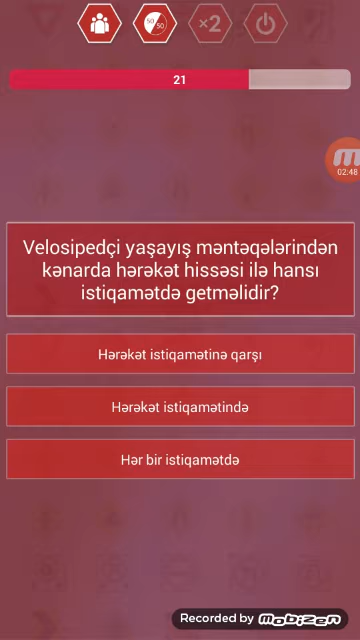 50
50
×2
21
02:48
Velosipedçi yaşayış məntəqələrindən
kənarda hərəkət hissəsi ilə hansı
istiqamətdə getməlidir?
Hərəkət istiqamətinə qarşı
Hərəkət istiqamətində
Hər bir istiqamətdə
Recorded by mobizen